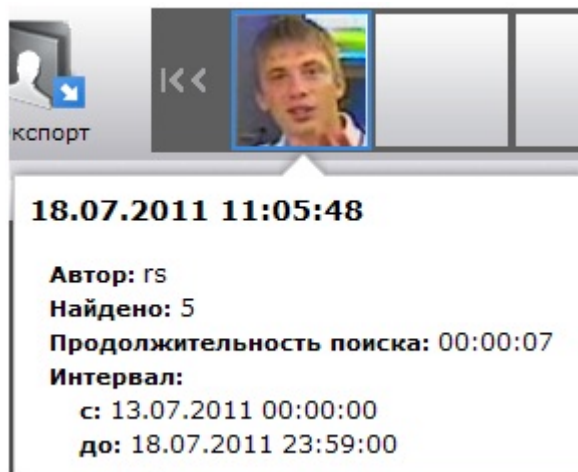 кспорт
18.07.2011 11:05:48
Автор: rs
Найдено: 5
Продолжительность поиска: 00:00:07
Интервал:
с: 13.07.2011 00:00:00
до: 18.07.2011 23:59:00